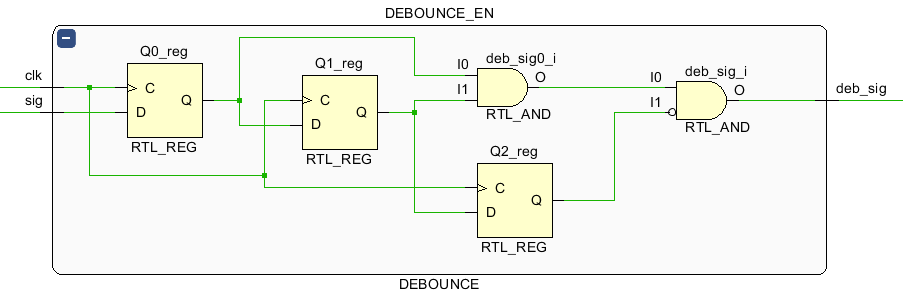 DEBOUNCE_EN
clk
sig
Q0_reg
C
D
Q
RTL_REG
Q1_reg
C
D
Q
RTL_REG
deb_sig0_i
I0
I1
O
RTL_AND
Q2_reg
C
D
Q
RTL_REG
deb_sig_i
I0
I1
O
RTL_AND
deb_sig
DEBOUNCE